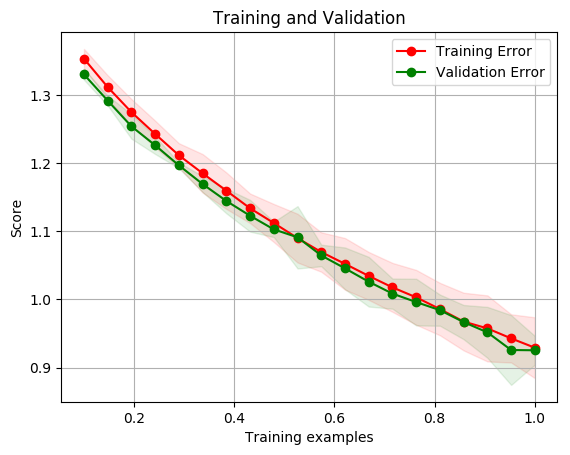 Training and Validation
Training Error
Validation Error
Score
1.3
1.2
1.1
1.0
0.9
0.2
0.4
0.6
0.8
1.0
Training examples